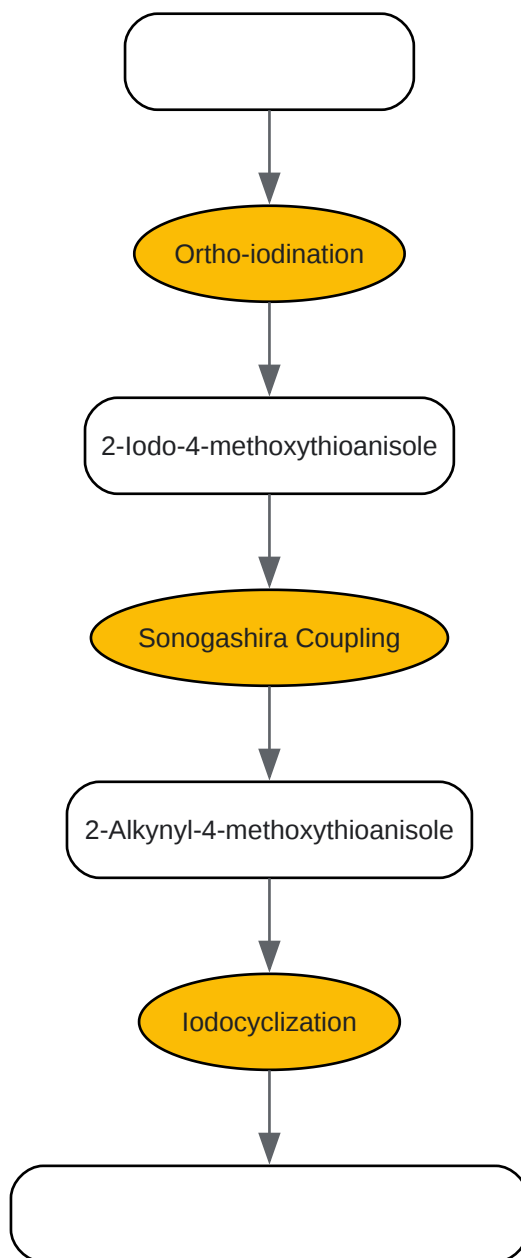 Ortho-iodination
2-Iodo-4-methoxythioanisole
Sonogashira Coupling
2-Alkynyl-4-methoxythioanisole
Iodocyclization